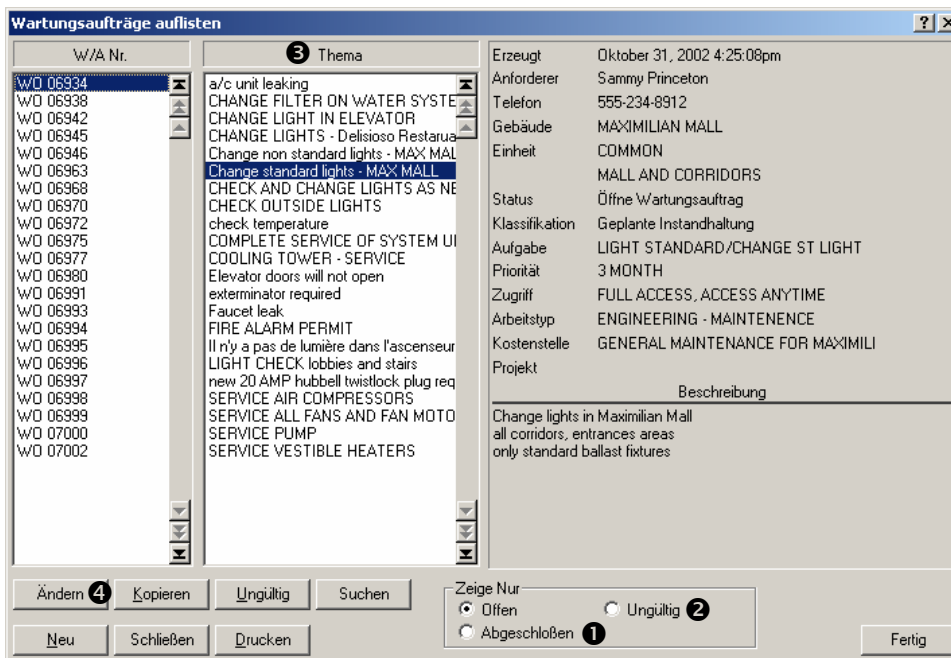 Wartungsaufträge auflisten
W/A Nr.
❸ Thema
WO 06934
WO 06938
WO 06942
WO 06945
WO 06946
WO 06963
WO 06968
WO 06970
WO 06972
WO 06975
WO 06977
WO 06980
WO 06991
WO 06993
WO 06994
WO 06995
WO 06996
WO 06997
WO 06998
WO 06999
WO 07000
WO 07002
a/c unit leaking
CHANGE FILTER ON WATER SYSTE
CHANGE LIGHT IN ELEVATOR
CHANGE LIGHTS - Delisioso Restarua
Change non standard lights - MAX MAL
Change standard lights - MAX MALL
CHECK AND CHANGE LIGHTS AS NE
CHECK OUTSIDE LIGHTS
check temperature
COMPLETE SERVICE OF SYSTEM U
COOLING TOWER - SERVICE
Elevator doors will not open
exterminator required
Faucet leak
FIRE ALARM PERMIT
Il n'y a pas de lumière dans l'ascenseur
LIGHT CHECK lobbies and stairs
new 20 AMP hubbell twistlock plug req
SERVICE AIR COMPRESSORS
SERVICE ALL FANS AND FAN MOTO
SERVICE PUMP
SERVICE VESTIBLE HEATERS
Erzeugt Oktober 31, 2002 4:25:08pm
Anforderer Sammy Princeton
Telefon 555-234-8912
Gebäude MAXIMILIAN MALL
Einheit COMMON
MALL AND CORRIDORS
Status Öffne Wartungsauftrag
Klassifikation Geplante Instandhaltung
Aufgabe LIGHT STANDARD/CHANGE ST LIGHT
Priorität 3 MONTH
Zugriff FULL ACCESS, ACCESS ANYTIME
Arbeitstyp ENGINEERING - MAINTENENCE
Kostenstelle GENERAL MAINTENANCE FOR MAXIMILI
Projekt
Beschreibung
Change lights in Maximilian Mall
all corridors, entrances areas
only standard ballast fixtures
Ändern ❹ Kopieren Ungültig Suchen
Neu Schließen Drucken
Zeige Nur
Offen Ungültig ❷
Abgeschloßen ❶
Fertig